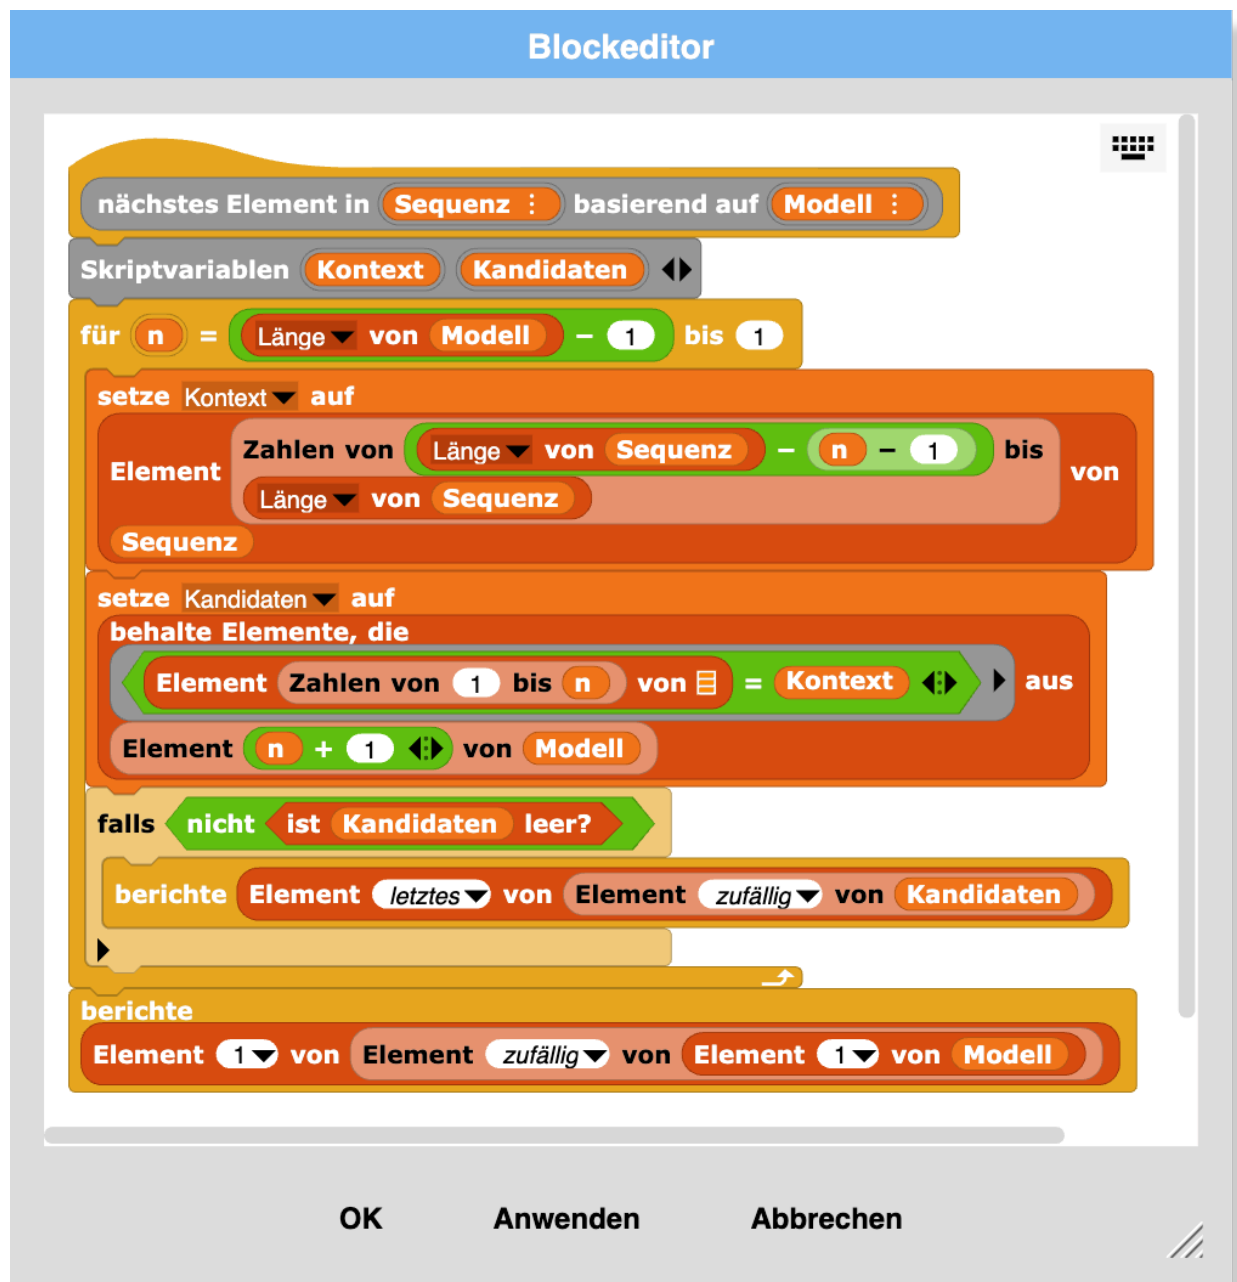 Blockeditor
nächstes Element in Sequenz basierend auf Modell
Skriptvariablen Kontext Kandidaten
für n = Länge von Modell - 1 bis 1
setze Kontext auf
Zahlen von Länge von Sequenz - n - 1 bis
Element von
Länge von Sequenz
Sequenz
setze Kandidaten auf
behalte Elemente, die
Element Zahlen von 1 bis n von = Kontext aus
Element n + 1 von Modell
falls nicht ist Kandidaten leer?
berichte Element letztes von Element zufällig von Kandidaten
berichte
Element 1 von Element zufällig von Element 1 von Modell
OK Anwenden Abbrechen